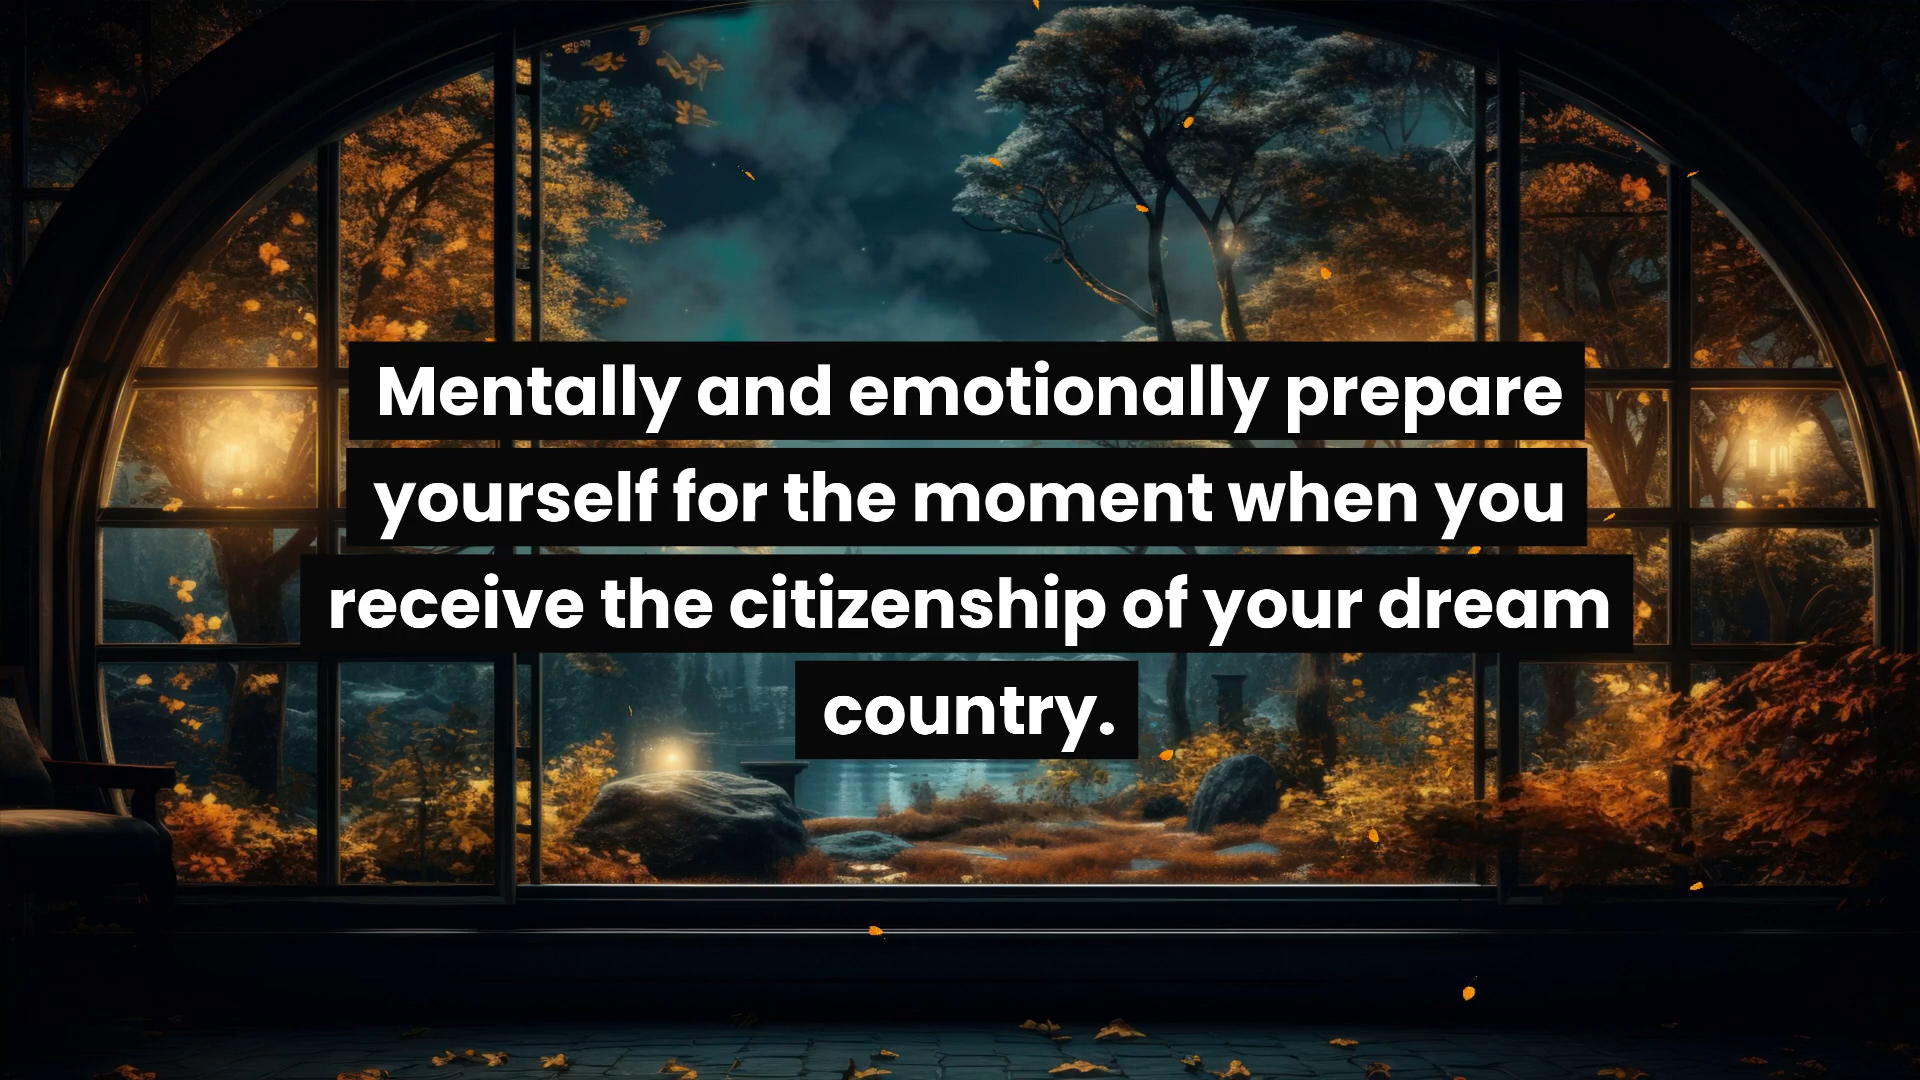 Mentally and emotionally prepare
yourself for the moment when you
receive the citizenship of your dream
country.